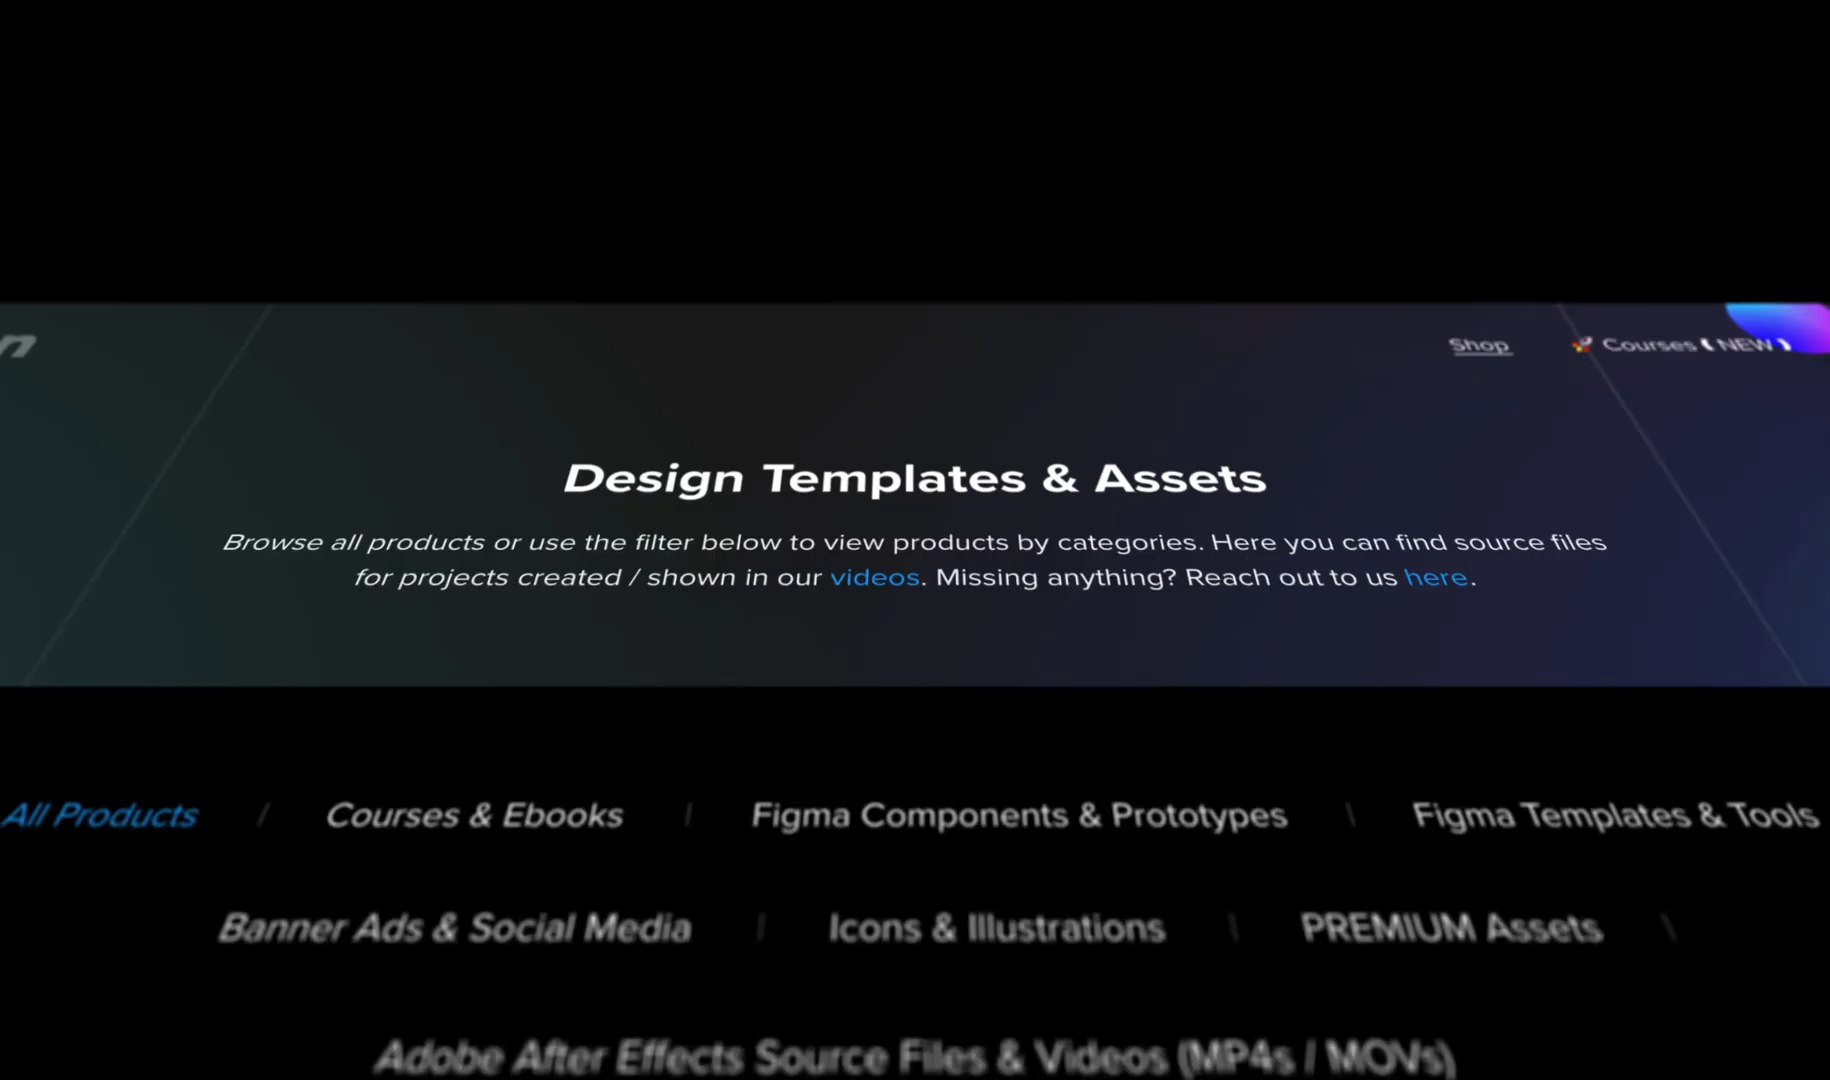 Shop 🚀 Courses ( NEW )
Design Templates & Assets
Browse all products or use the filter below to view products by categories. Here you can find source files
for projects created / shown in our videos. Missing anything? Reach out to us here.
All Products / Courses & Ebooks / Figma Components & Prototypes \ Figma Templates & Tools
Banner Ads & Social Media | Icons & Illustrations \ PREMIUM Assets \
Adobe After Effects Source Files & Videos (MP4s / MOVs)